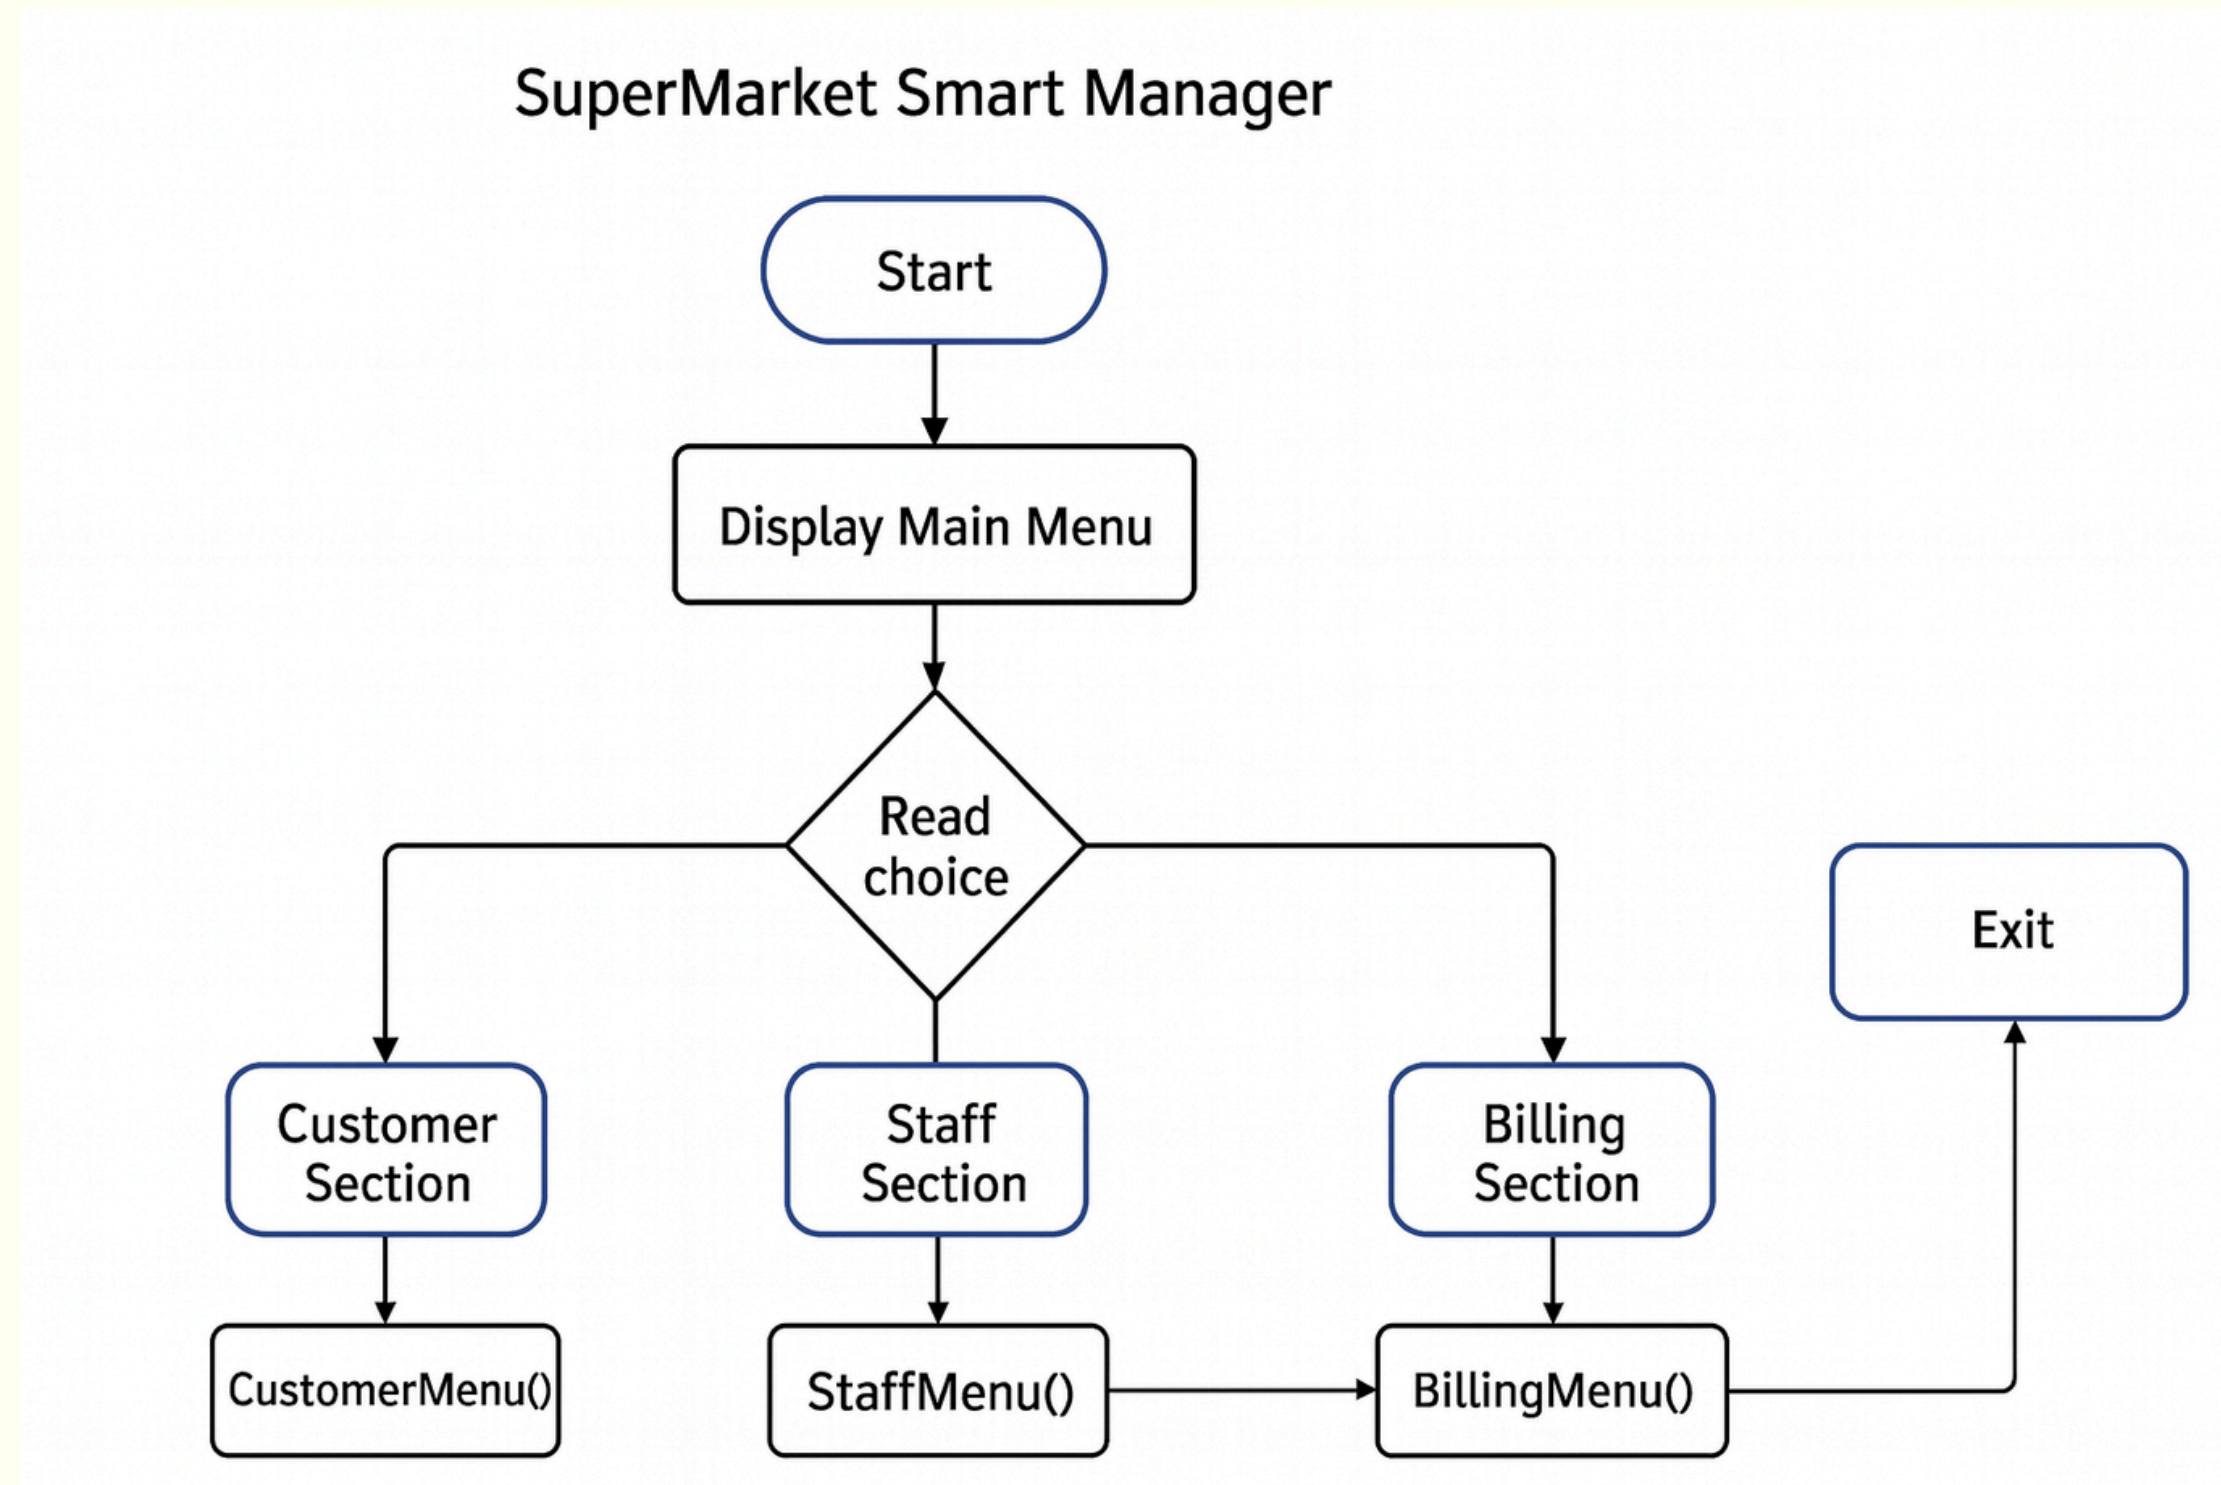 SuperMarket Smart Manager
Start
Display Main Menu
Read
choice
Exit
Customer
Section
Staff
Section
Billing
Section
CustomerMenu()
StaffMenu()
BillingMenu()